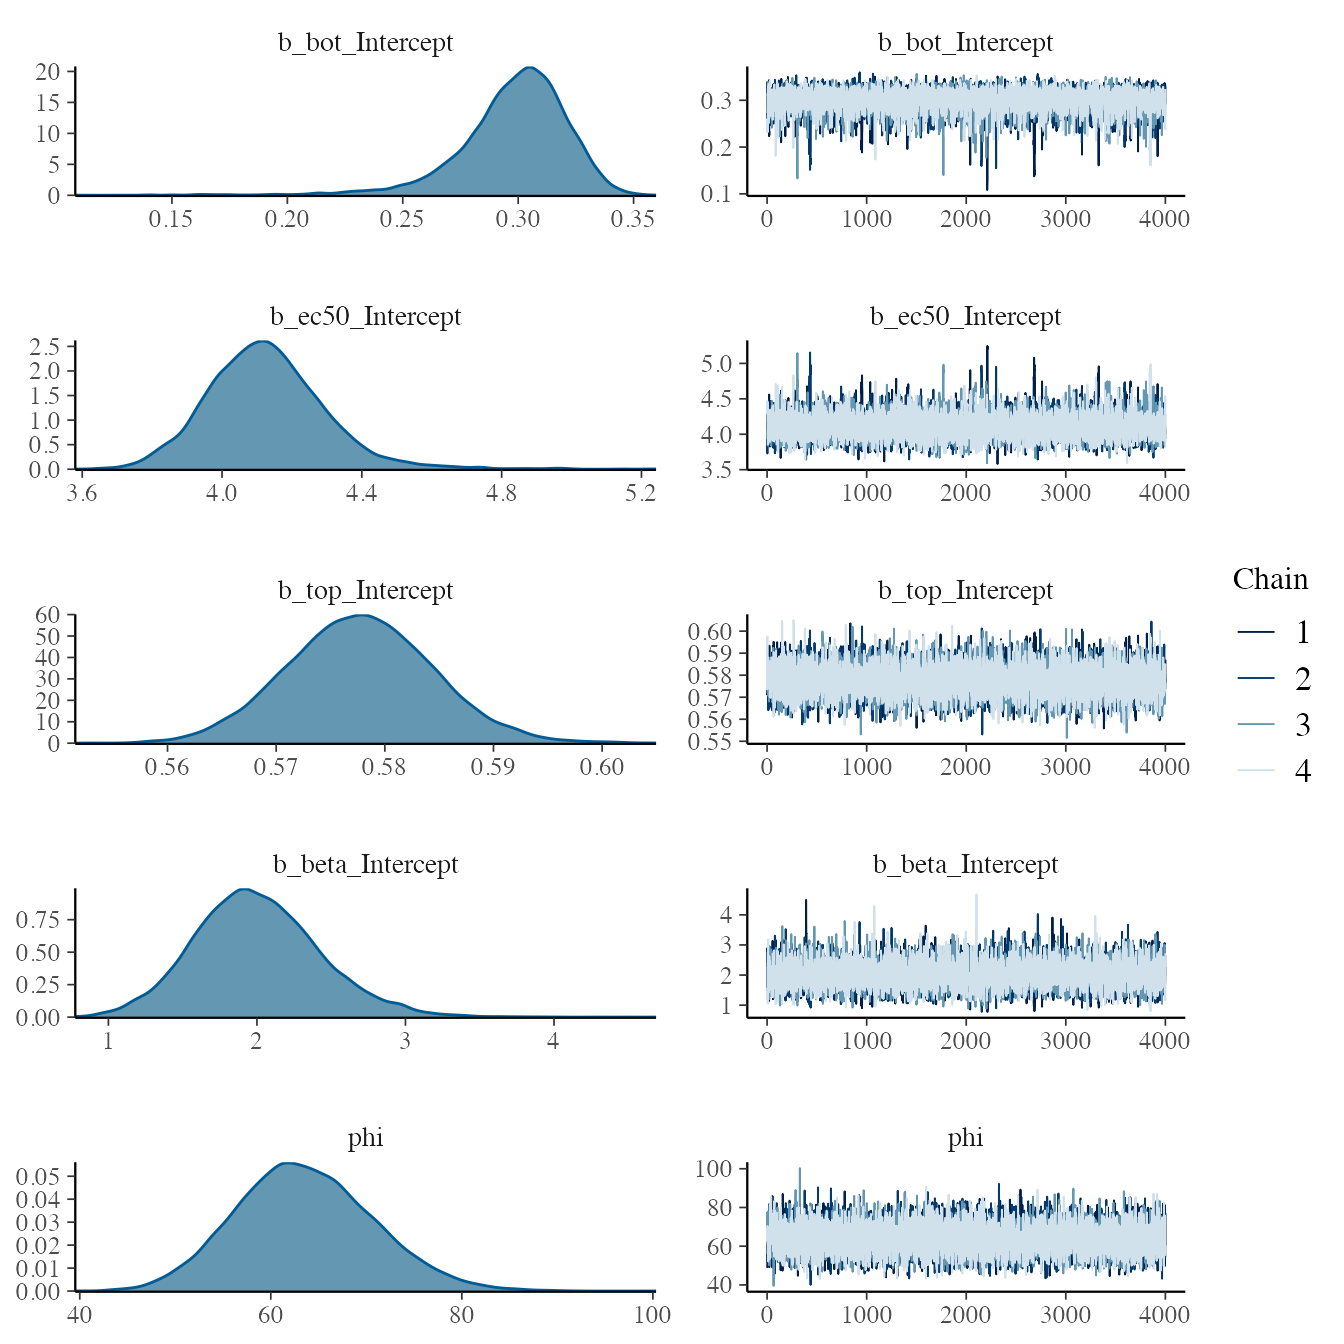 b_bot_Intercept
20
15
10
5
0
0.15 0.20 0.25 0.30 0.35
b_bot_Intercept
0.3
0.2
0.1
0 1000 2000 3000 4000
b_ec50_Intercept
2.5
2.0
1.5
1.0
0.5
0.0
3.6 4.0 4.4 4.8 5.2
b_ec50_Intercept
5.0
4.5
4.0
3.5
0 1000 2000 3000 4000
b_top_Intercept
60
50
40
30
20
10
0
0.56 0.57 0.58 0.59 0.60
b_top_Intercept
0.60
0.59
0.58
0.57
0.56
0.55
0 1000 2000 3000 4000
b_beta_Intercept
0.75
0.50
0.25
0.00
1 2 3 4
b_beta_Intercept
4
3
2
1
0 1000 2000 3000 4000
phi
0.05
0.04
0.03
0.02
0.01
0.00
40 60 80 100
phi
100
80
60
40
0 1000 2000 3000 4000
Chain
1
2
3
4